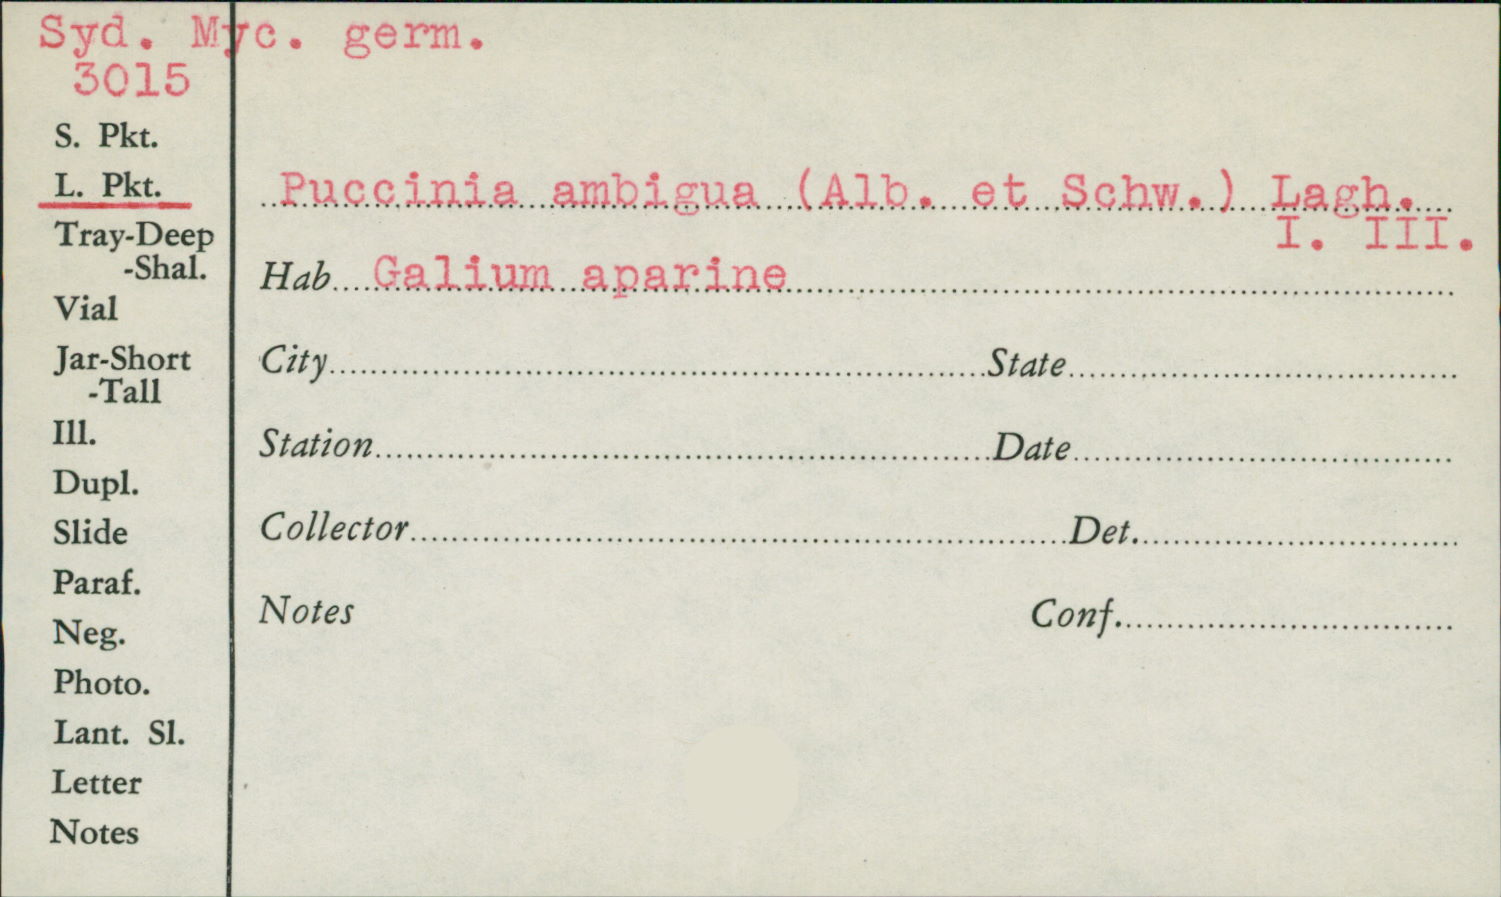 Syd. Myc. germ.
3015
S. Pkt.
L. Pkt.
Tray-Deep
-Shal.
Vial
Jar-Short
-Tall
Ill.
Dupl.
Slide
Paraf.
Neg.
Photo.
Lant. Sl.
Letter
Notes
Puccinia ambigua (Alb. et Schw.) Lagh.
I. III.
Hab Galium aparine
City State
Station Date
Collector Det.
Notes Conf.